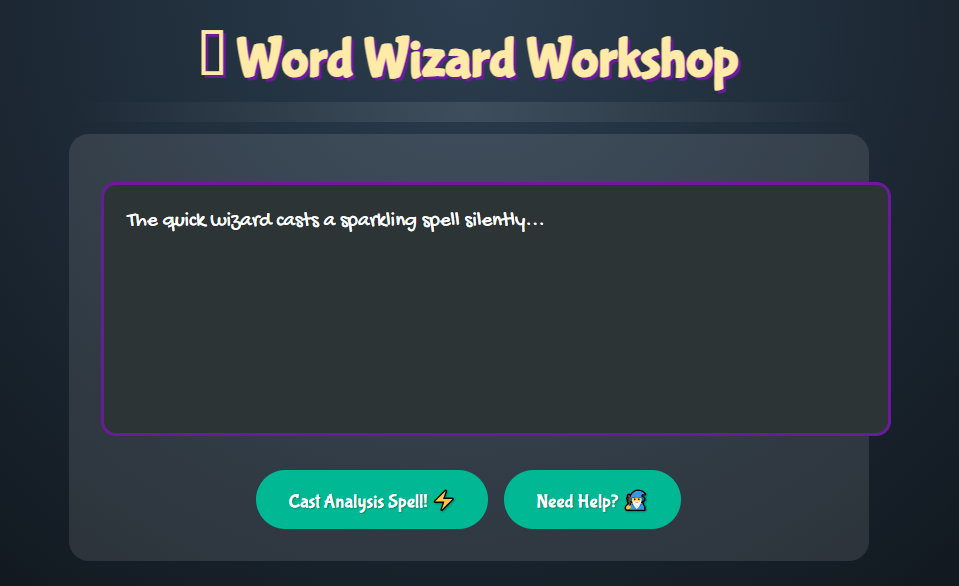 Word Wizard Workshop
The quick wizard casts a sparkling spell silently...
Cast Analysis Spell! ⚡
Need Help? 🧙‍♂️